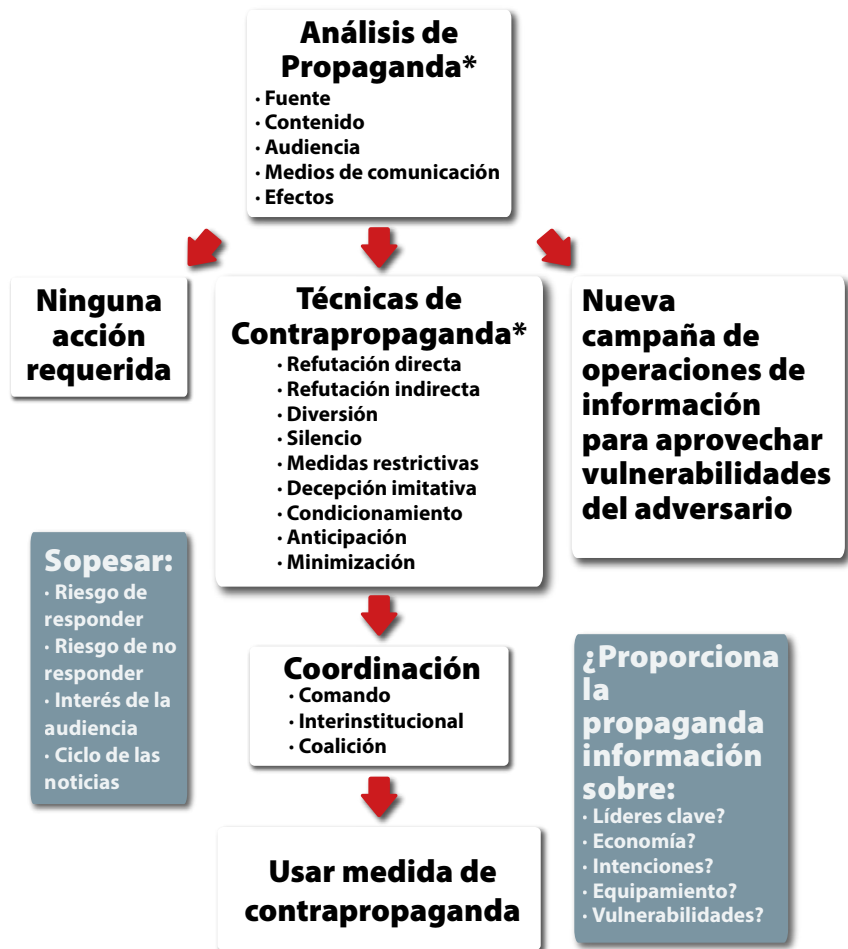 Análisis de
Propaganda*
· Fuente
· Contenido
· Audiencia
· Medios de comunicación
· Efectos
Ninguna
acción
requerida
Técnicas de
Contrapropaganda*
· Refutación directa
· Refutación indirecta
· Diversión
· Silencio
· Medidas restrictivas
· Decepción imitativa
· Condicionamiento
· Anticipación
· Minimización
Nueva
campaña de
operaciones de
información
para aprovechar
vulnerabilidades
del adversario
Sopesar:
· Riesgo de
responder
· Riesgo de no
responder
· Interés de la
audiencia
· Ciclo de las
noticias
Coordinación
· Comando
· Interinstitucional
· Coalición
¿Proporciona
la
propaganda
información
sobre:
· Líderes clave?
· Economía?
· Intenciones?
· Equipamiento?
· Vulnerabilidades?
Usar medida de
contrapropaganda